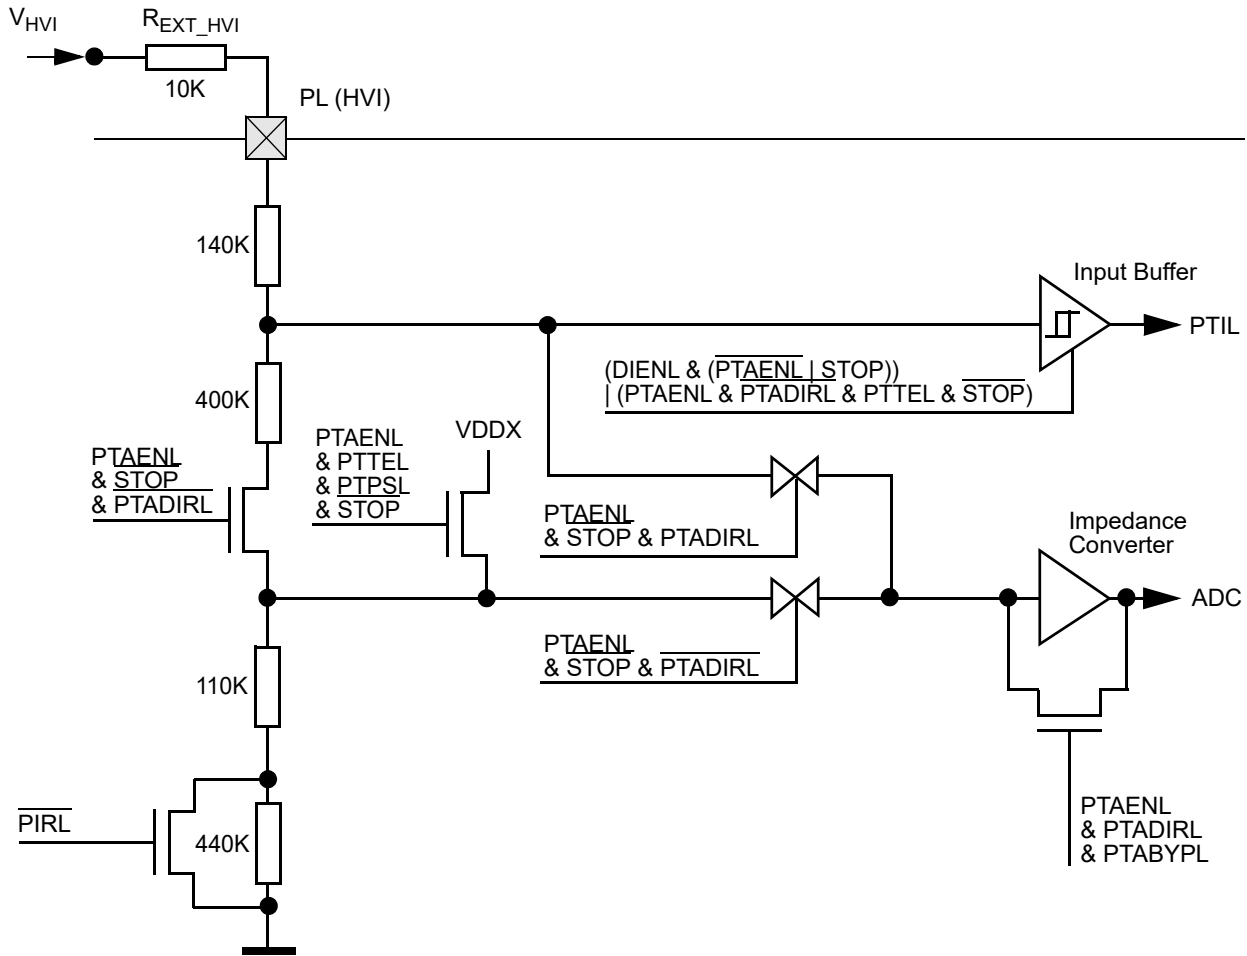 VHVI
REXT_HVI
10K
PL (HVI)
140K
Input Buffer
PTIL
(DIENL & (PTAENL | STOP))
| (PTAENL & PTADIRL & PTTEL & STOP)
400K
VDDX
PTAENL
& STOP
& PTADIRL
PTAENL
& PTTEL
& PTPSL
& STOP
PTAENL
& STOP & PTADIRL
Impedance
Converter
ADC
PTAENL
& STOP & PTADIRL
110K
PIRL
440K
PTAENL
& PTADIRL
& PTABYPL